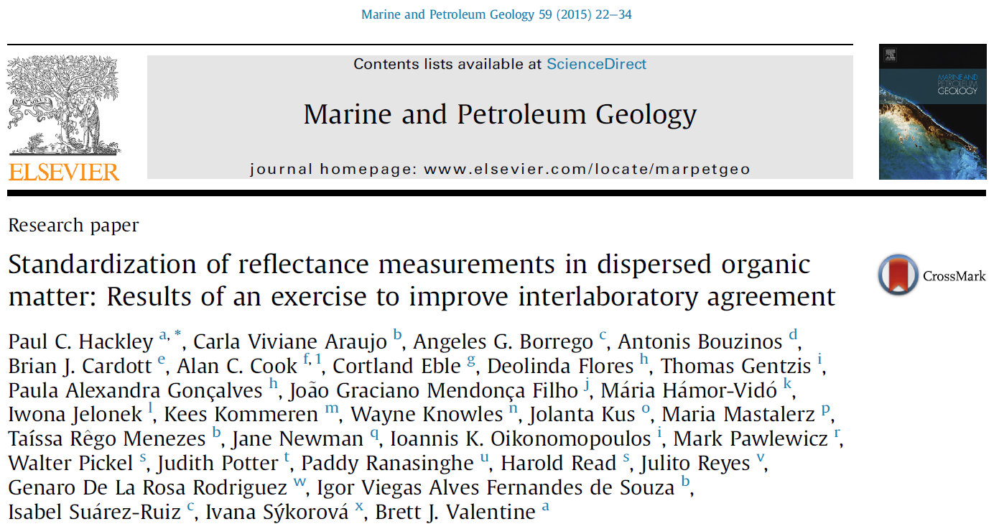 Marine and Petroleum Geology 59 (2015) 22–34
Contents lists available at ScienceDirect
Marine and Petroleum Geology
journal homepage: www.elsevier.com/locate/marpetgeo
NON SOLUS
ELSEVIER
MARINE AND
PETROLEUM
GEOLOGY
Research paper
Standardization of reflectance measurements in dispersed organic
matter: Results of an exercise to improve interlaboratory agreement
CrossMark
Paul C. Hackley a, *, Carla Viviane Araujo b, Angeles G. Borrego c, Antonis Bouzinos d,
Brian J. Cardott e, Alan C. Cook f, 1, Cortland Eble g, Deolinda Flores h, Thomas Gentzis i,
Paula Alexandra Gonçalves h, João Graciano Mendonça Filho j, Mária Hámor-Vidó k,
Iwona Jelonek l, Kees Kommeren m, Wayne Knowles n, Jolanta Kus o, Maria Mastalerz p,
Taíssa Rêgo Menezes b, Jane Newman q, Ioannis K. Oikonomopoulos i, Mark Pawlewicz r,
Walter Pickel s, Judith Potter t, Paddy Ranasinghe u, Harold Read s, Julito Reyes v,
Genaro De La Rosa Rodriguez w, Igor Viegas Alves Fernandes de Souza b,
Isabel Suárez-Ruiz c, Ivana Sýkorová x, Brett J. Valentine a